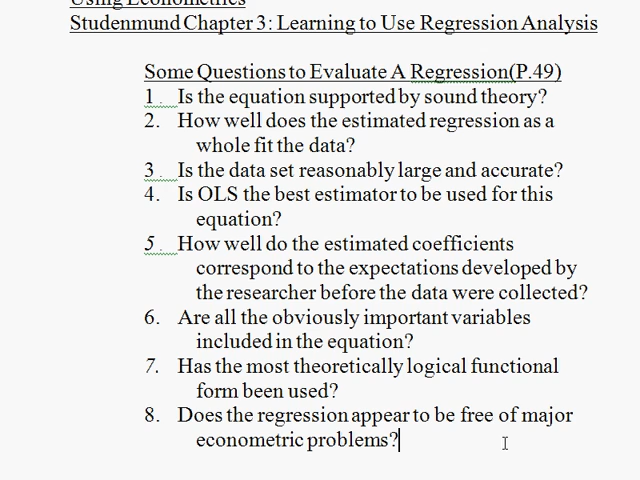 Using Econometrics
Studenmund Chapter 3: Learning to Use Regression Analysis
Some Questions to Evaluate A Regression(P.49)
1. Is the equation supported by sound theory?
2. How well does the estimated regression as a
whole fit the data?
3. Is the data set reasonably large and accurate?
4. Is OLS the best estimator to be used for this
equation?
5. How well do the estimated coefficients
correspond to the expectations developed by
the researcher before the data were collected?
6. Are all the obviously important variables
included in the equation?
7. Has the most theoretically logical functional
form been used?
8. Does the regression appear to be free of major
econometric problems?